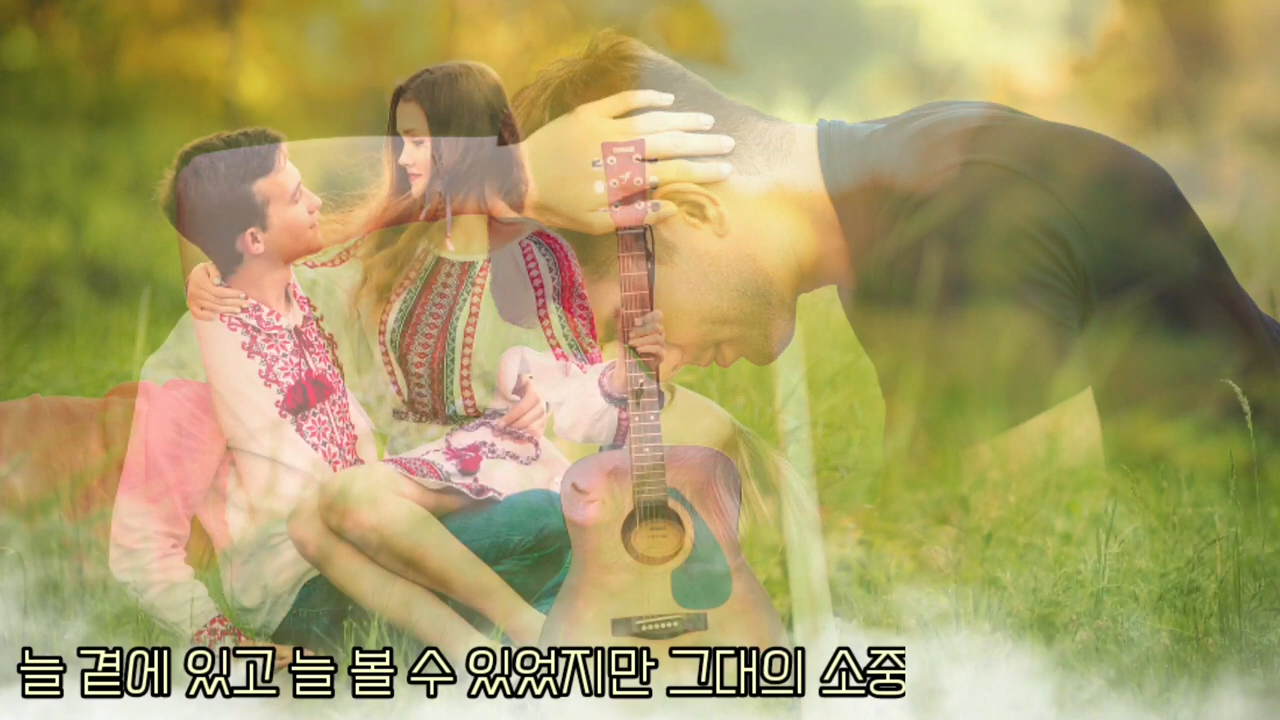 늘 곁에 있고 늘 볼 수 있었지만 그대의 소중